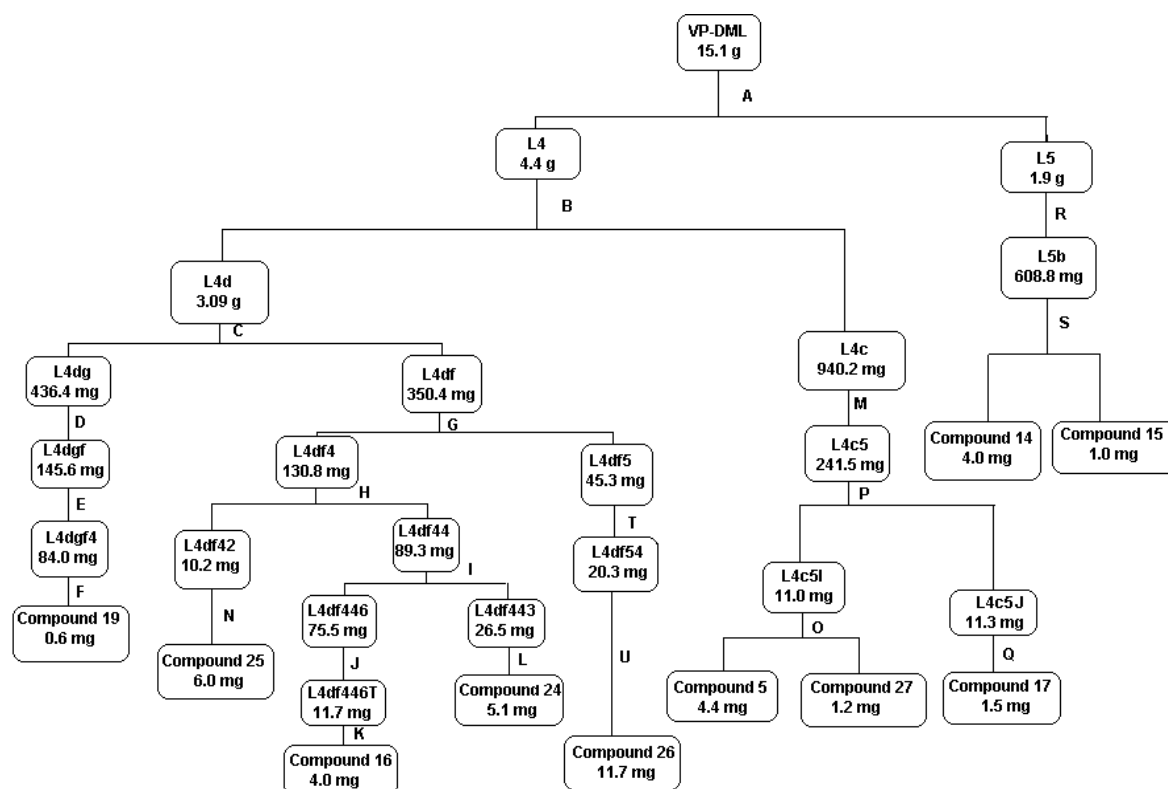 VP-DML
15.1 g
A
L4
4.4 g
L5
1.9 g
B
R
L4d
3.09 g
L5b
608.8 mg
C
S
L4dg
436.4 mg
L4df
350.4 mg
L4c
940.2 mg
D
G
M
L4dgf
145.6 mg
L4df4
130.8 mg
L4df5
45.3 mg
L4c5
241.5 mg
Compound 14
4.0 mg
Compound 15
1.0 mg
E
H
P
L4dgf4
84.0 mg
L4df42
10.2 mg
L4df44
89.3 mg
T
L4df54
20.3 mg
F
I
L4c5I
11.0 mg
L4c5J
11.3 mg
Compound 19
0.6 mg
N
L4df446
75.5 mg
L4df443
26.5 mg
O
Q
J
L
U
Compound 25
6.0 mg
L4df446T
11.7 mg
Compound 24
5.1 mg
Compound 5
4.4 mg
Compound 27
1.2 mg
Compound 17
1.5 mg
K
Compound 16
4.0 mg
Compound 26
11.7 mg